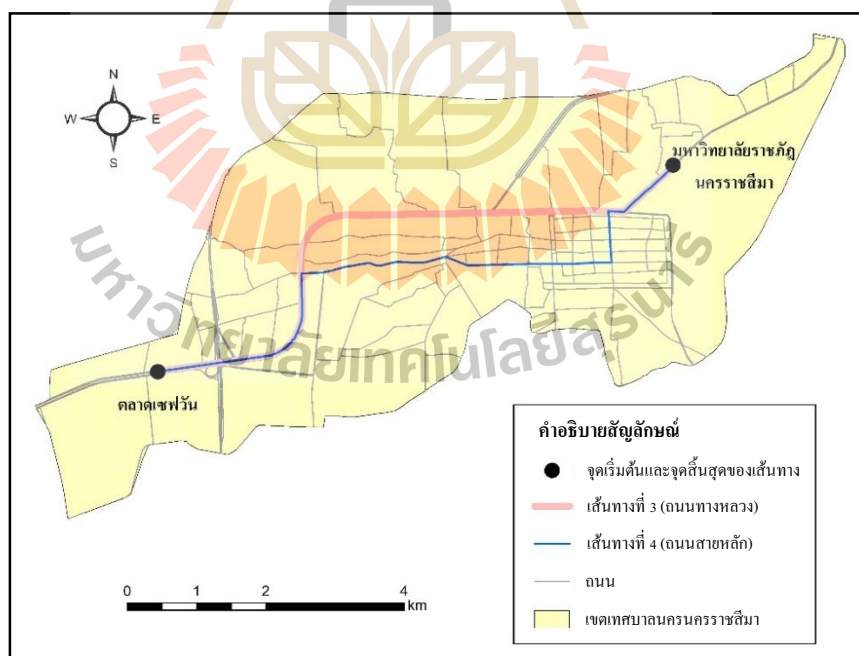 N
W E
S
มหาวิทยาลัยราชภัฏ
นครราชสีมา
ตลาดเซฟวัน
มหาวิทยาลัยเทคโนโลยีสุรนารี
คำอธิบายสัญลักษณ์
จุดเริ่มต้นและจุดสิ้นสุดของเส้นทาง
เส้นทางที่ 3 (ถนนทางหลวง)
เส้นทางที่ 4 (ถนนสายหลัก)
ถนน
เขตเทศบาลนครนครราชสีมา
0 1 2 4
km